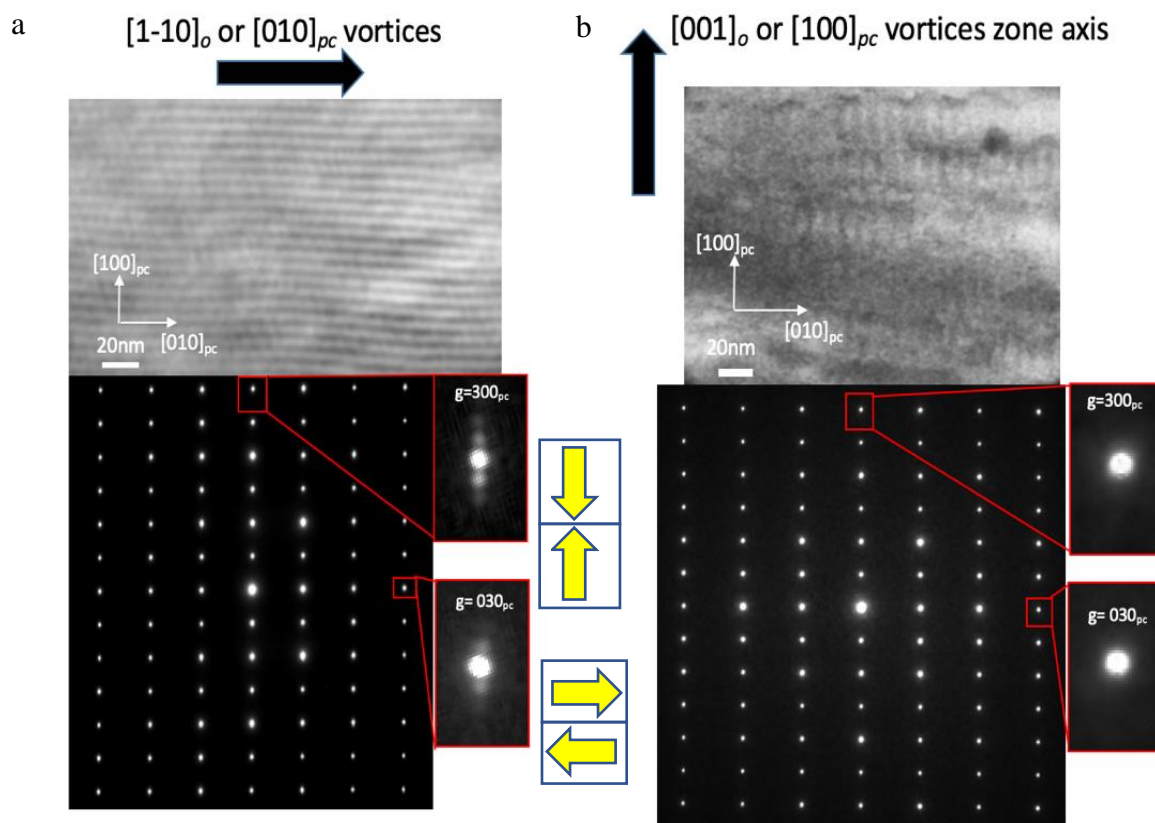 a
[1-10]o or [010]pc vortices
[100]pc
[010]pc
20nm
g=300pc
g= 030pc
b
[001]o or [100]pc vortices zone axis
[100]pc
[010]pc
20nm
g=300pc
g= 030pc